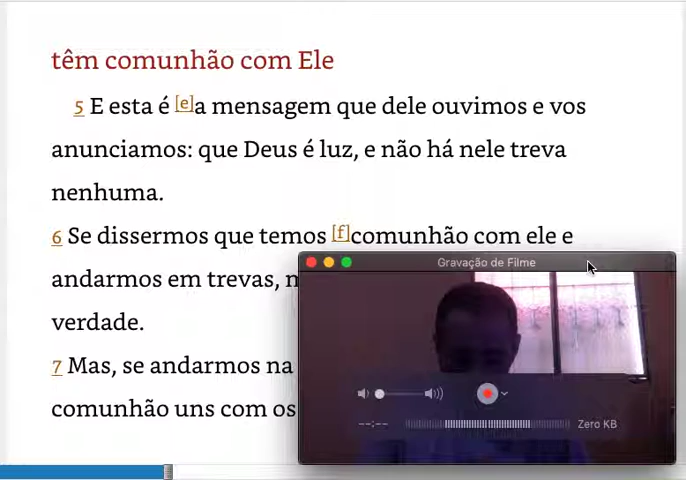 têm comunhão com Ele
5 E esta é [e]a mensagem que dele ouvimos e vos
anunciamos: que Deus é luz, e não há nele treva
nenhuma.
6 Se dissermos que temos [f]comunhão com ele e
andarmos em trevas,
verdade.
7 Mas, se andarmos na
comunhão uns com os
Gravação de Filme
--:--
Zero KB